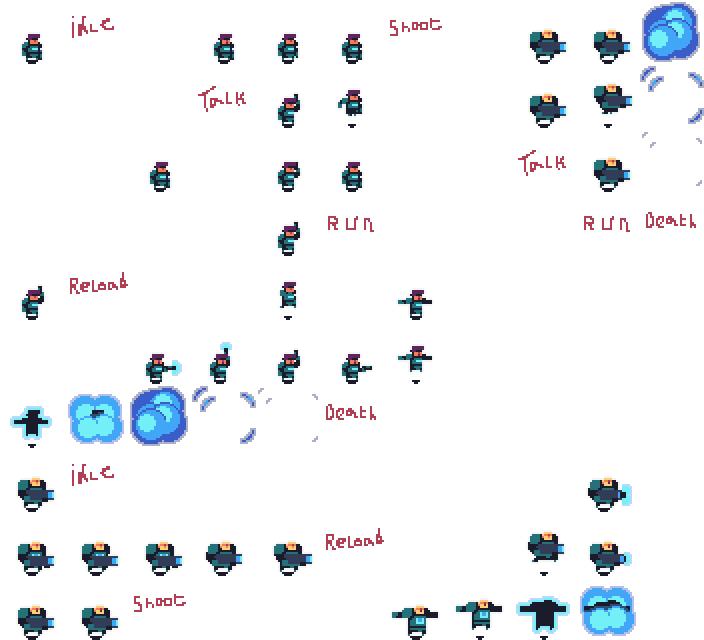 idle
Shoot
Talk
Talk
Run
Run Death
Reload
Death
idle
Reload
Shoot